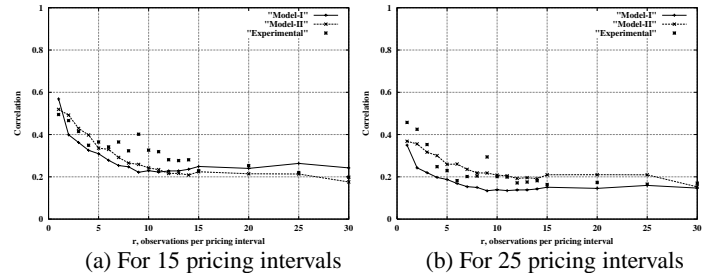 1
0.8
0.6
0.4
0.2
0
0 5 10 15 20 25 30
Correlation
r, observations per pricing interval
"Model-I"
"Model-II"
"Experimental"
(a) For 15 pricing intervals
1
0.8
0.6
0.4
0.2
0
0 5 10 15 20 25 30
Correlation
r, observations per pricing interval
"Model-I"
"Model-II"
"Experimental"
(b) For 25 pricing intervals